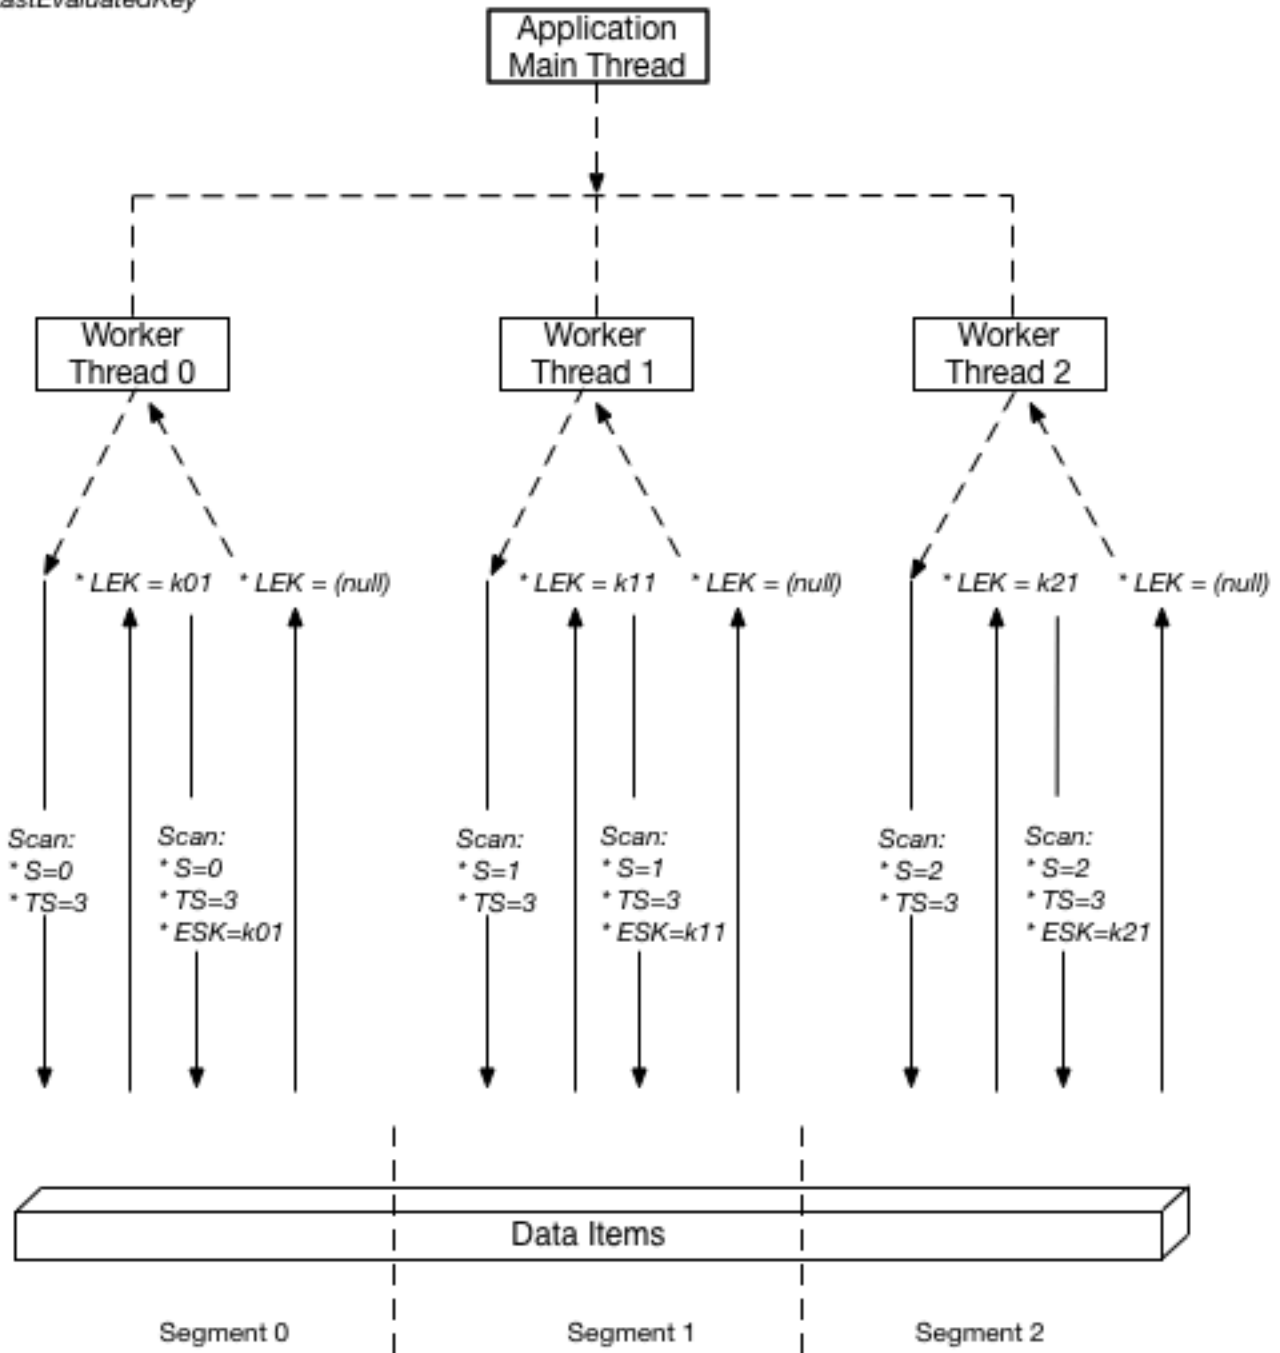 Application
Main Thread
Worker
Thread 0
Worker
Thread 1
Worker
Thread 2
* LEK = k01
* LEK = (null)
* LEK = k11
* LEK = (null)
* LEK = k21
* LEK = (null)
Scan:
* S=0
* TS=3
Scan:
* S=0
* TS=3
* ESK=k01
Scan:
* S=1
* TS=3
Scan:
* S=1
* TS=3
* ESK=k11
Scan:
* S=2
* TS=3
Scan:
* S=2
* TS=3
* ESK=k21
Data Items
Segment 0
Segment 1
Segment 2